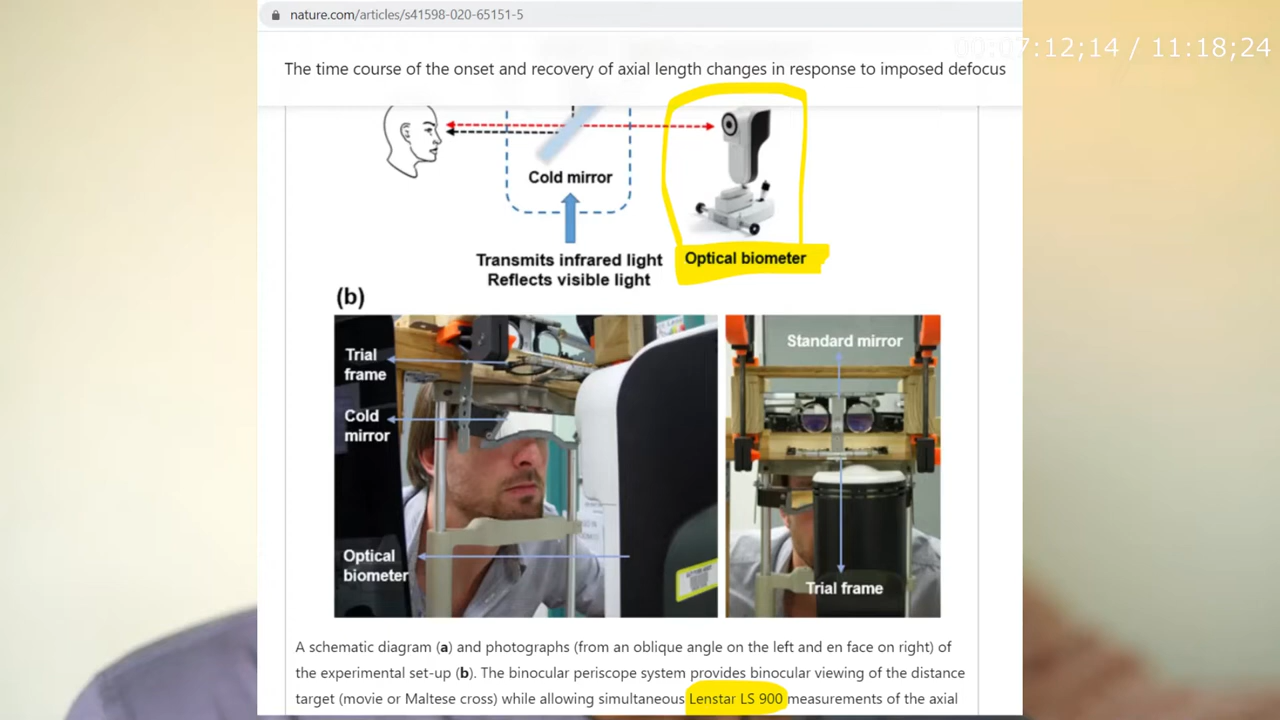 nature.com/articles/s41598-020-65151-5
00;07;12;14 / 11;18;24
The time course of the onset and recovery of axial length changes in response to imposed defocus
Cold mirror
Transmits infrared light
Reflects visible light
Optical biometer
(b)
Trial
frame
Cold
mirror
Optical
biometer
Standard mirror
Trial frame
A schematic diagram (a) and photographs (from an oblique angle on the left and en face on right) of
the experimental set-up (b). The binocular periscope system provides binocular viewing of the distance
target (movie or Maltese cross) while allowing simultaneous Lenstar LS 900 measurements of the axial